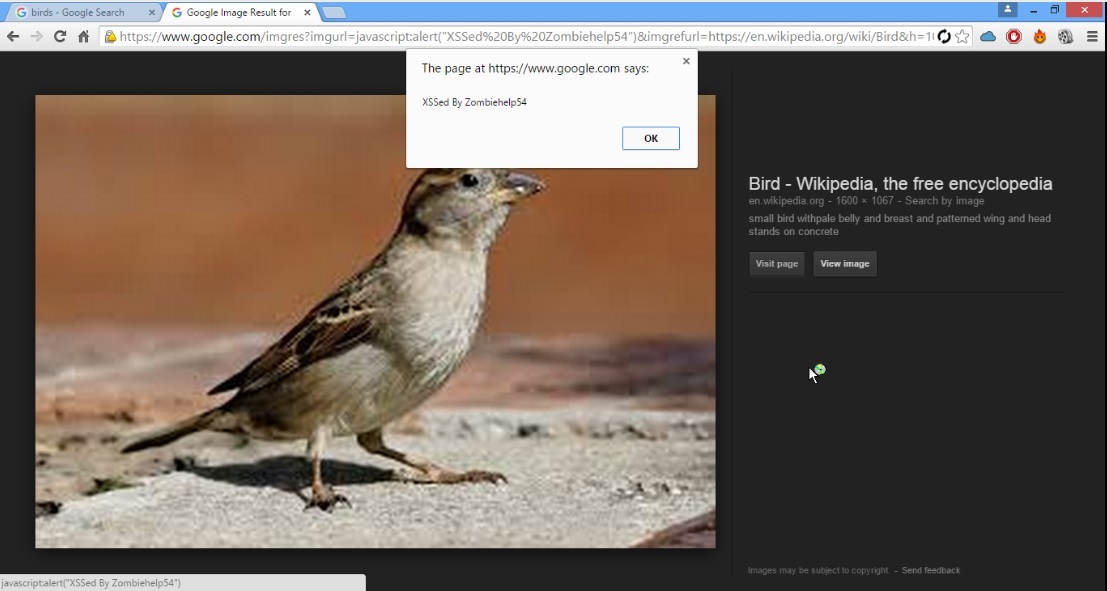 birds - Google Search
Google Image Result for
https://www.google.com/imgres?imgurl=javascript:alert("XSSed%20By%20Zombiehelp54")&imgrefurl=https://en.wikipedia.org/wiki/Bird&h=1
The page at https://www.google.com says:
XSSed By Zombiehelp54
OK
Bird - Wikipedia, the free encyclopedia
en.wikipedia.org - 1600 × 1067 - Search by image
small bird withpale belly and breast and patterned wing and head
stands on concrete
Visit page
View image
Images may be subject to copyright. - Send feedback
javascript:alert("XSSed By Zombiehelp54")